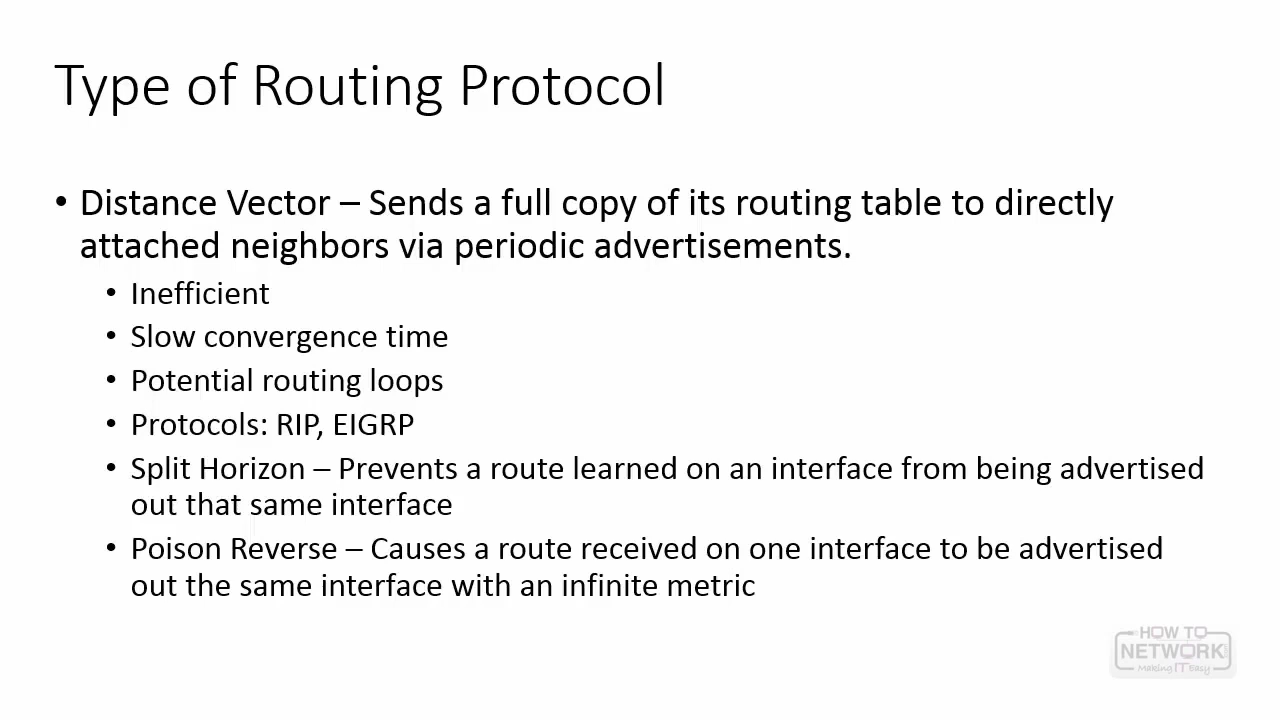 Type of Routing Protocol
• Distance Vector – Sends a full copy of its routing table to directly
attached neighbors via periodic advertisements.
• Inefficient
• Slow convergence time
• Potential routing loops
• Protocols: RIP, EIGRP
• Split Horizon – Prevents a route learned on an interface from being advertised
out that same interface
• Poison Reverse – Causes a route received on one interface to be advertised
out the same interface with an infinite metric
HOW TO
NETWORK
Making IT Easy